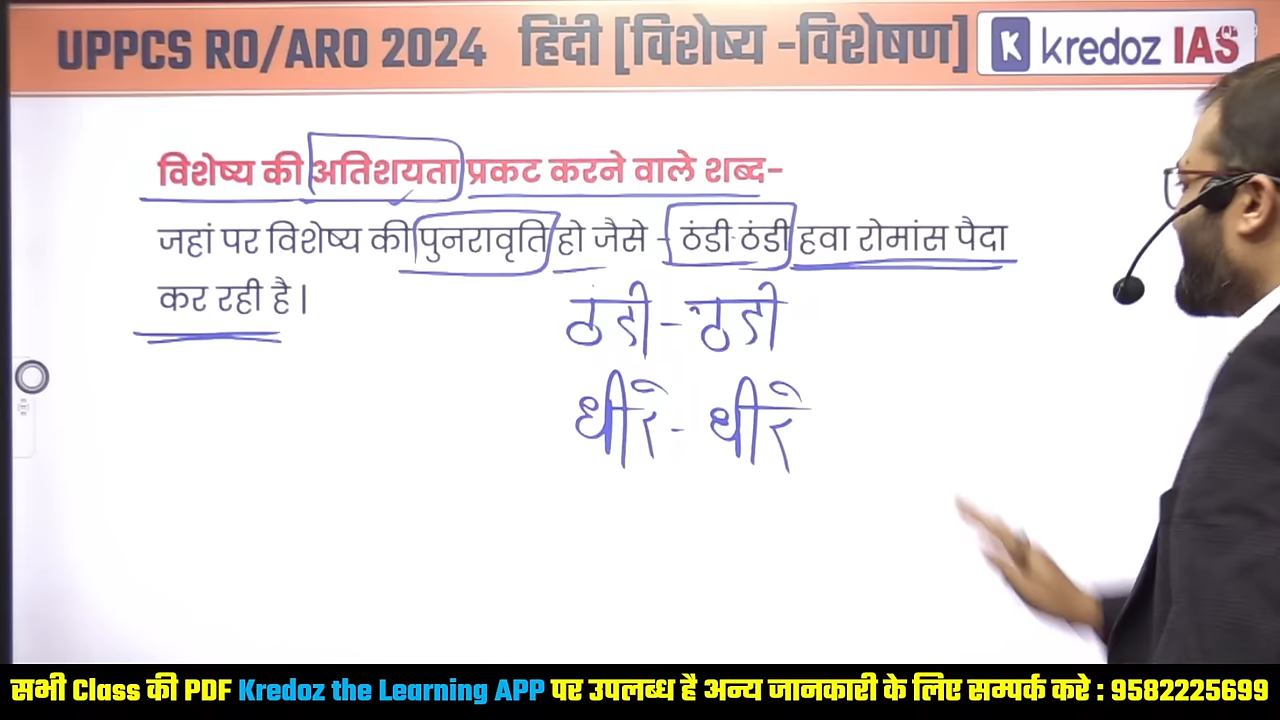 UPPCS RO/ARO 2024 हिंदी [विशेष्य -विशेषण] K kredoz IAS
विशेष्य की अतिशयता प्रकट करने वाले शब्द-
जहां पर विशेष्य की पुनरावृति हो जैसे - ठंडी-ठंडी हवा रोमांस पैदा
कर रही है |
ठंडी - ठंडी
धीरे - धीरे
सभी Class की PDF Kredoz the Learning APP पर उपलब्ध है अन्य जानकारी के लिए सम्पर्क करे : 9582225699